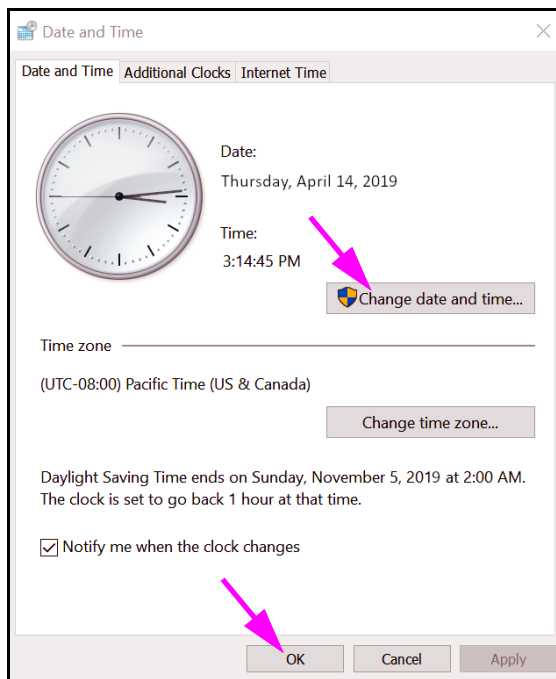 Date and Time
Date and Time Additional Clocks Internet Time
Date:
Thursday, April 14, 2019
Time:
3:14:45 PM
Change date and time...
Time zone
(UTC-08:00) Pacific Time (US & Canada)
Change time zone...
Daylight Saving Time ends on Sunday, November 5, 2019 at 2:00 AM.
The clock is set to go back 1 hour at that time.
Notify me when the clock changes
OK Cancel Apply